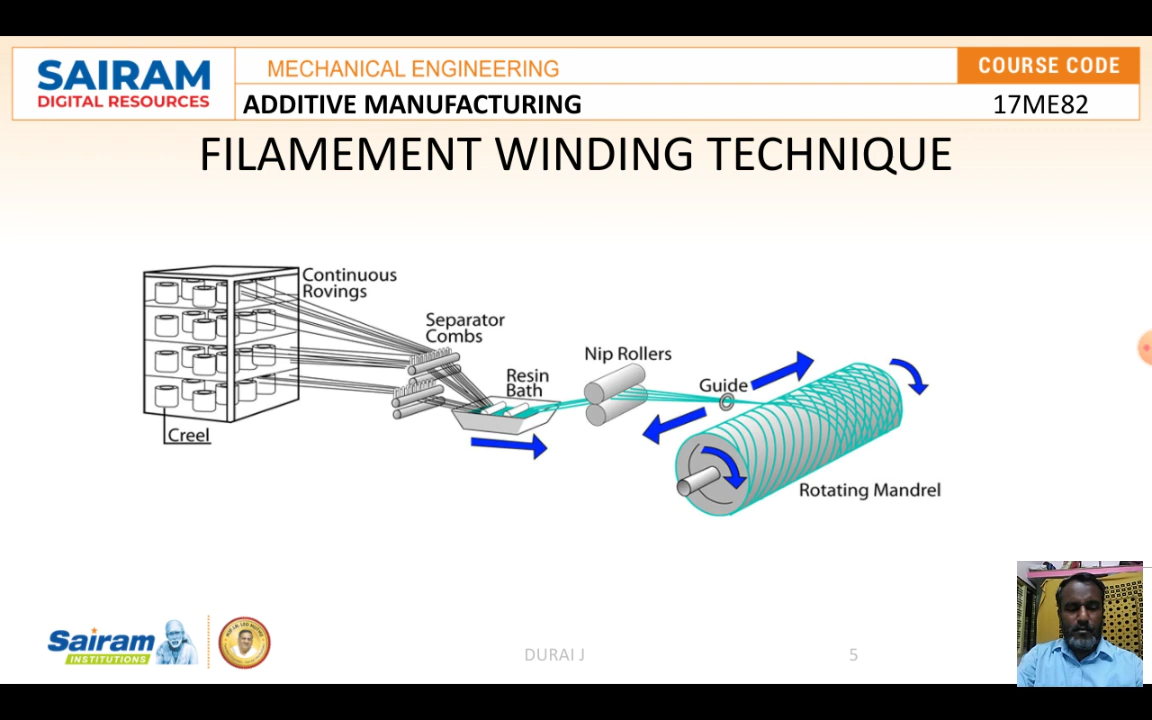 SAIRAM
DIGITAL RESOURCES
MECHANICAL ENGINEERING
COURSE CODE
ADDITIVE MANUFACTURING
17ME82
FILAMEMENT WINDING TECHNIQUE
Continuous
Rovings
Separator
Combs
Nip Rollers
Resin
Bath
Guide
Creel
Rotating Mandrel
Sairam
INSTITUTIONS
DURAI J
5